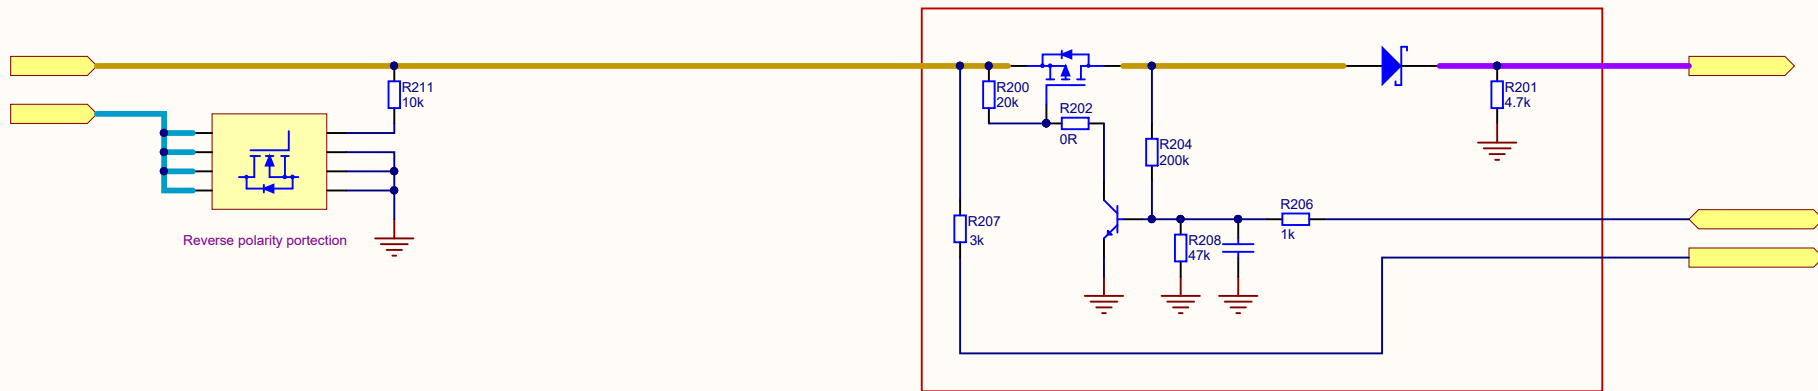 R211
10k
R200
20k
R202
0R
R201
4.7k
R204
200k
R207
3k
R206
1k
R208
47k
Reverse polarity portection